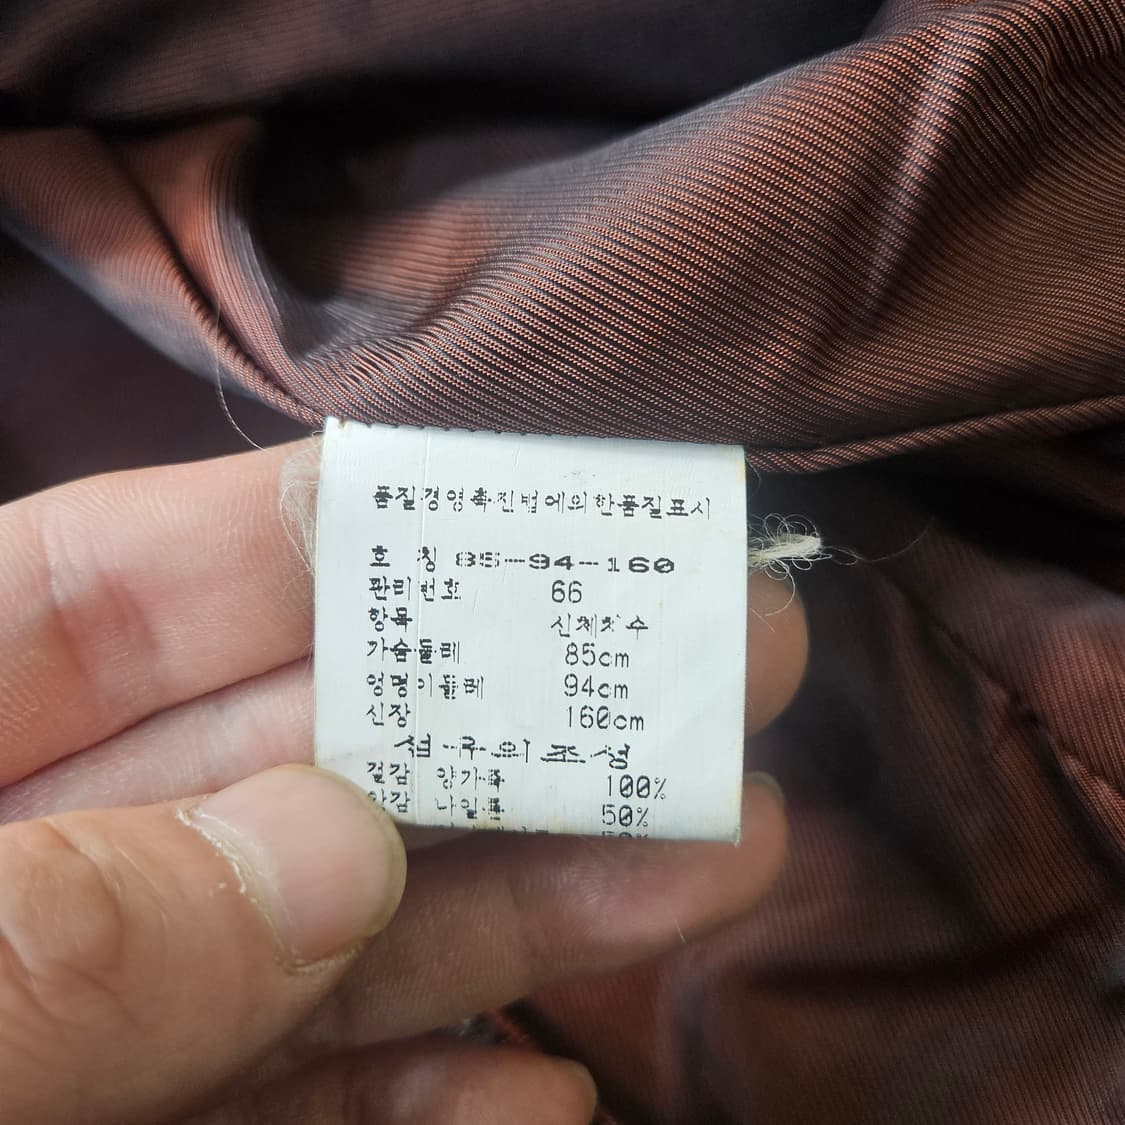 품질경영촉진법에의한품질표시
호 칭 85-94-160
관리번호 66
항목 신체치수
가슴둘레 85cm
엉덩이둘레 94cm
신장 160cm
섬유의조성
겉감 양가죽 100%
안감 나일론 50%
50%